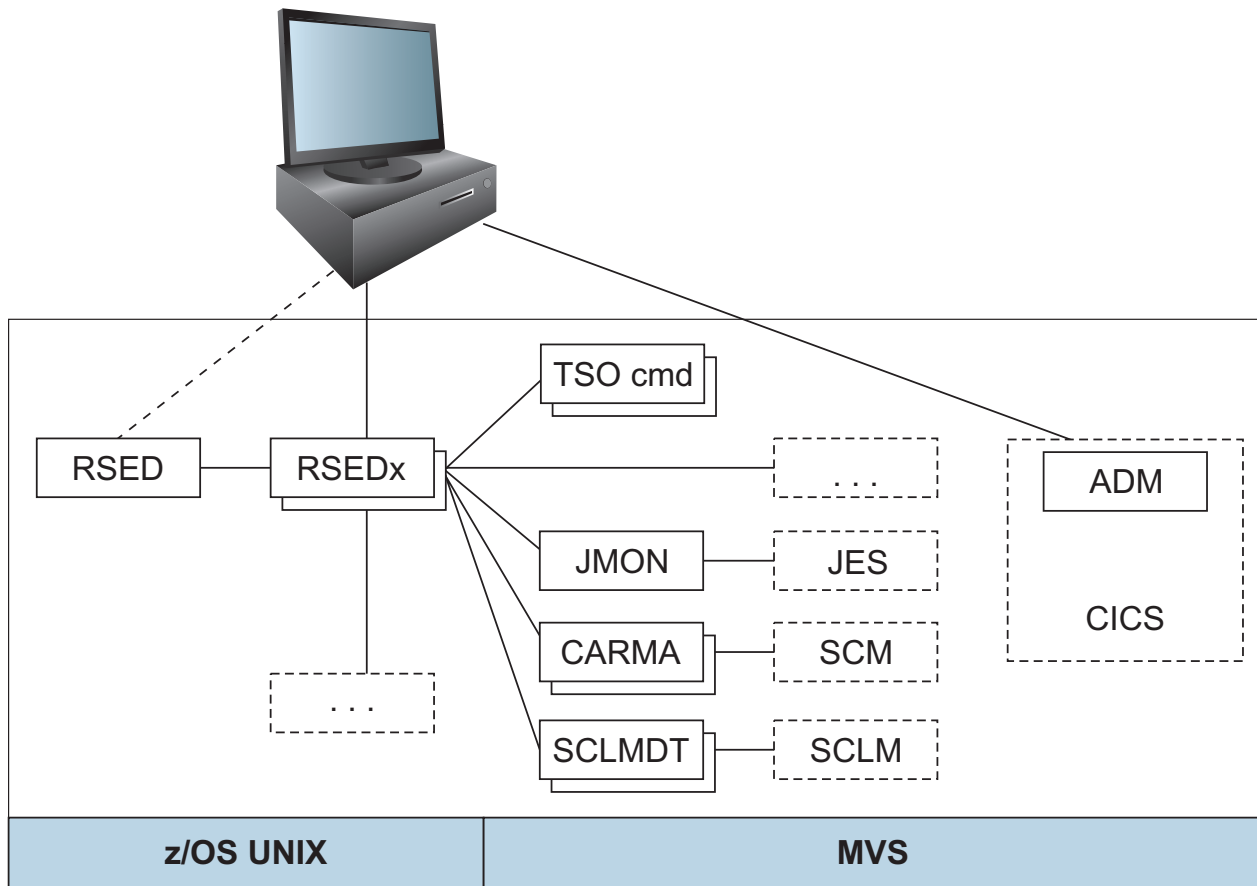 TSO cmd
RSED
RSEDx
. . .
ADM
JMON
JES
CICS
CARMA
SCM
. . .
SCLMDT
SCLM
z/OS UNIX
MVS